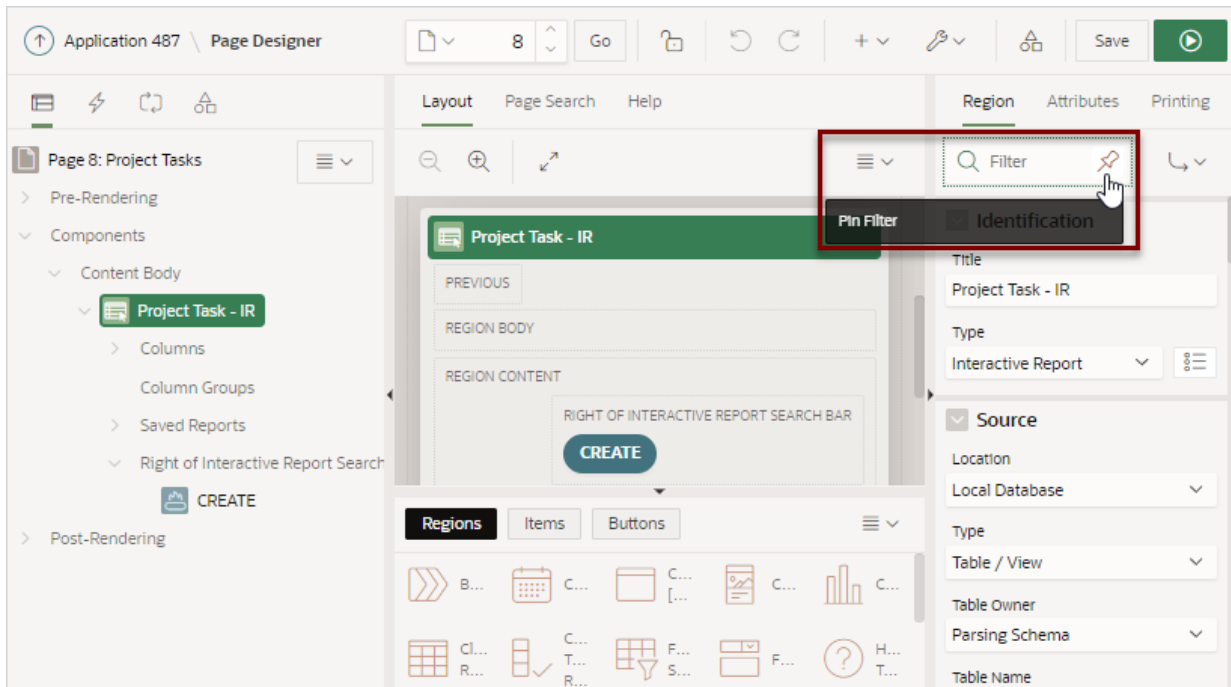 Application 487 \ Page Designer
8
Go
Save
Layout
Page Search
Help
Region
Attributes
Printing
Page 8: Project Tasks
Pre-Rendering
Components
Content Body
Project Task - IR
Columns
Column Groups
Saved Reports
Right of Interactive Report Search
CREATE
Post-Rendering
Project Task - IR
PREVIOUS
REGION BODY
REGION CONTENT
RIGHT OF INTERACTIVE REPORT SEARCH BAR
CREATE
Regions
Items
Buttons
B...
C...
C...
[...
C...
C...
Cl...
R...
C...
T...
R...
F...
S...
F...
H...
T...
Filter
Pin Filter
Identification
Title
Project Task - IR
Type
Interactive Report
Source
Location
Local Database
Type
Table / View
Table Owner
Parsing Schema
Table Name